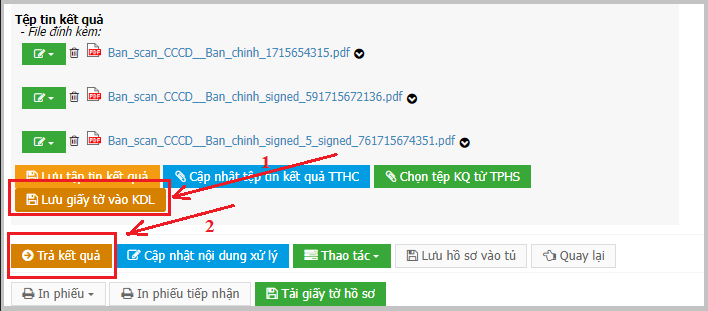 Tệp tin kết quả
- File đính kèm:
Ban_scan_CCCD__Ban_chinh_1715654315.pdf
Ban_scan_CCCD__Ban_chinh_signed_591715672136.pdf
Ban_scan_CCCD__Ban_chinh_signed_5_signed_761715674351.pdf
Lưu tập tin kết quả Cập nhật tệp tin kết quả TTHC Chọn tệp KQ từ TPHS
1
Lưu giấy tờ vào KDL
2
Trả kết quả Cập nhật nội dung xử lý Thao tác Lưu hồ sơ vào tủ Quay lại
In phiếu In phiếu tiếp nhận Tải giấy tờ hồ sơ